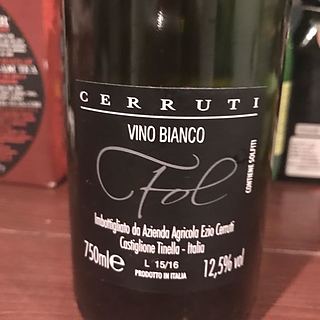 CERRUTI
VINO BIANCO
Fol
CONTIENE SOLFITI
Imbottigliato da Azienda Agricola Ezio Cerruti
Castiglione Tinella - Italia
750ml e
L 15/16
12,5% vol
PRODOTTO IN ITALIA